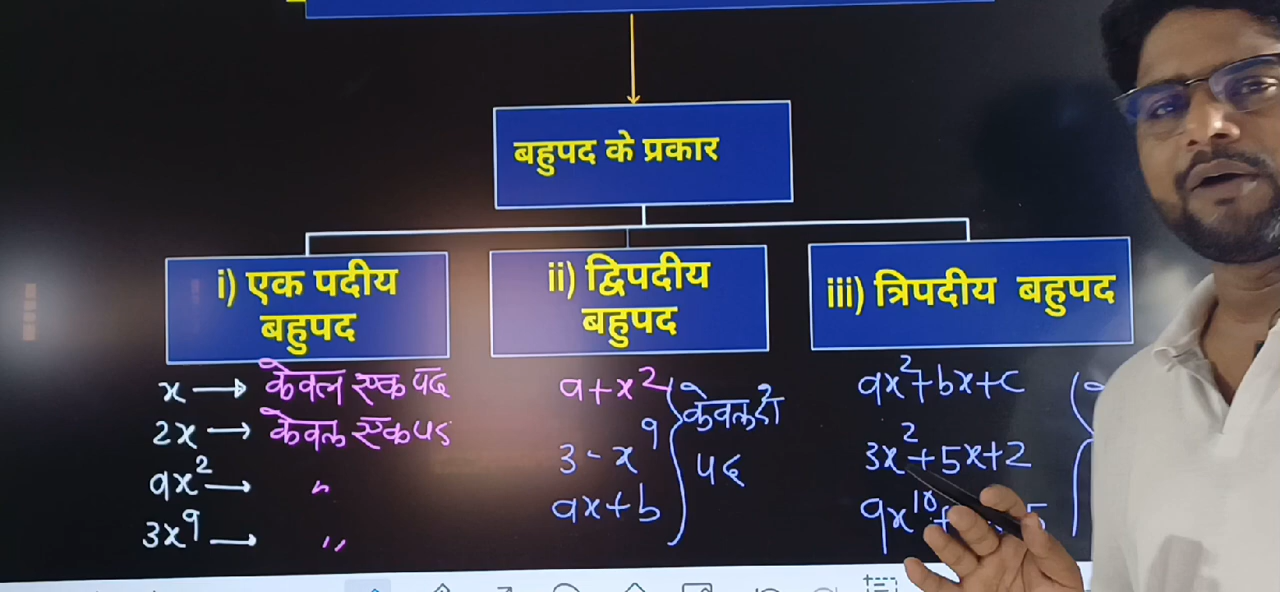 बहुपद के प्रकार
i) एक पदीय
बहुपद
ii) द्विपदीय
बहुपद
iii) त्रिपदीय बहुपद
x → केवल एक पद
2x → केवल एक पद
ax² → "
3x⁹ → "
a+x²
3-x⁹
ax+b
केवल दो
पद
ax²+bx+c
3x²+5x+2
9x¹⁰+